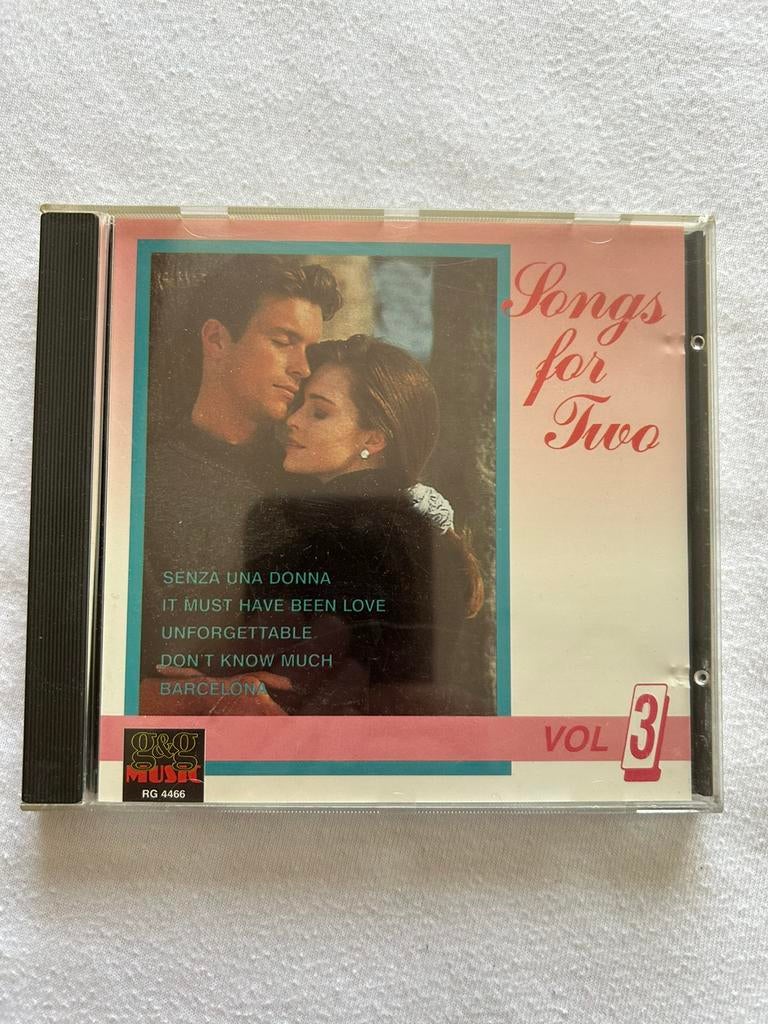 Songs
for
Two
SENZA UNA DONNA
IT MUST HAVE BEEN LOVE
UNFORGETTABLE
DON'T KNOW MUCH
BARCELONA
VOL 3
g&g
MUSIC
RG 4466